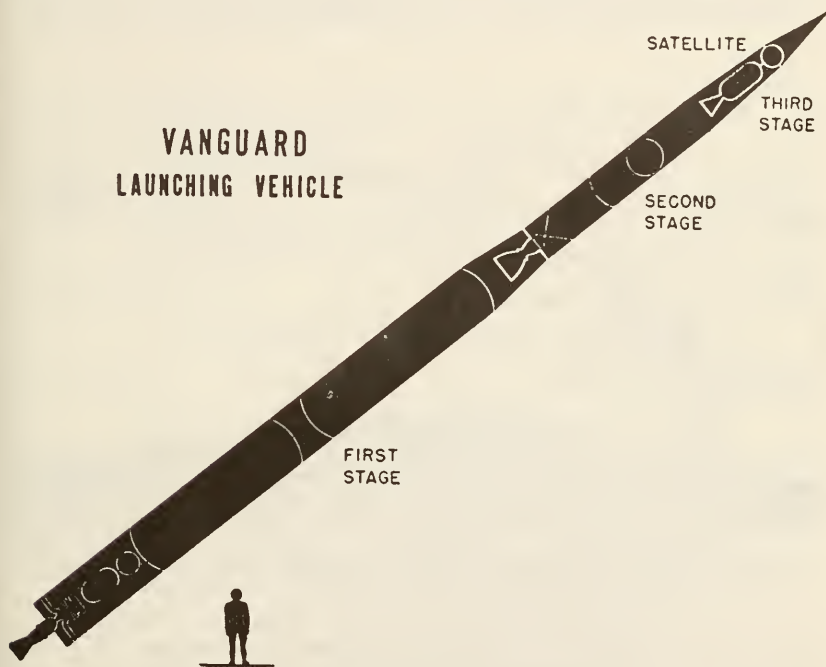 VANGUARD
LAUNCHING VEHICLE
SATELLITE
THIRD
STAGE
SECOND
STAGE
FIRST
STAGE